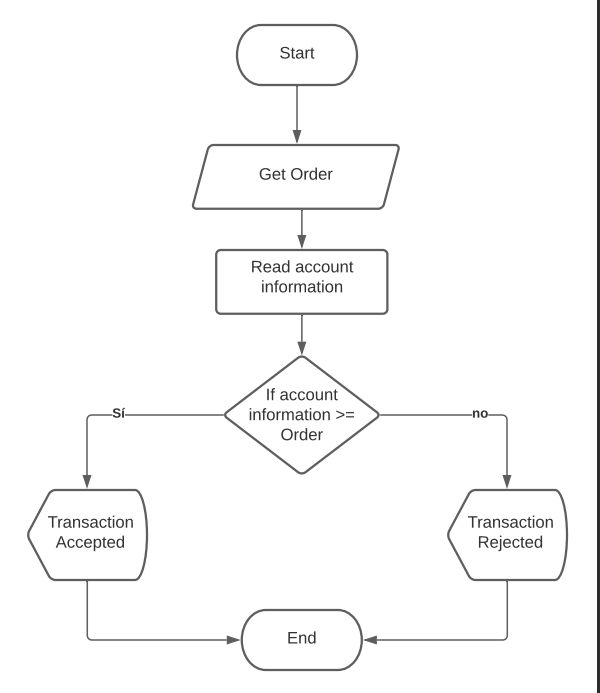 Start
Get Order
Read account
information
If account
information >=
Order
Sí
no
Transaction
Accepted
Transaction
Rejected
End